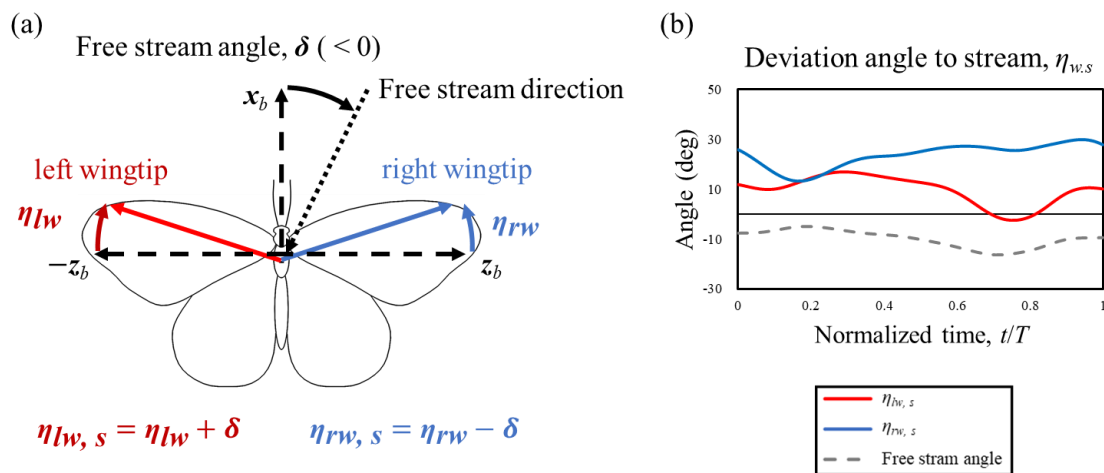 (a)
Free stream angle, δ ( < 0)
x_b
Free stream direction
left wingtip
right wingtip
η_lw
η_rw
−z_b
z_b
η_lw, s = η_lw + δ
η_rw, s = η_rw − δ
(b)
Deviation angle to stream, η_w.s
Angle (deg)
50
30
10
-10
-30
0
0.2
0.4
0.6
0.8
1
Normalized time, t/T
η_lw, s
η_rw, s
Free stram angle